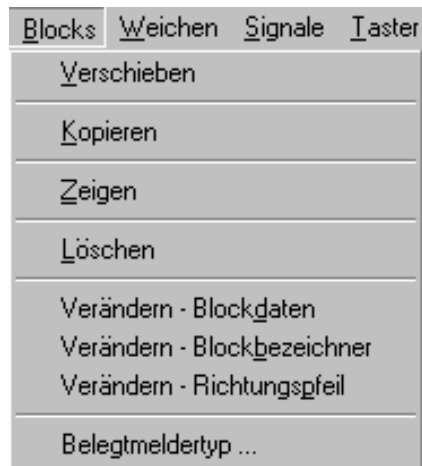 Blocks Weichen Signale Taster
Verschieben
Kopieren
Zeigen
Löschen
Verändern - Blockdaten
Verändern - Blockbezeichner
Verändern - Richtungspfeil
Belegtmeldertyp ...